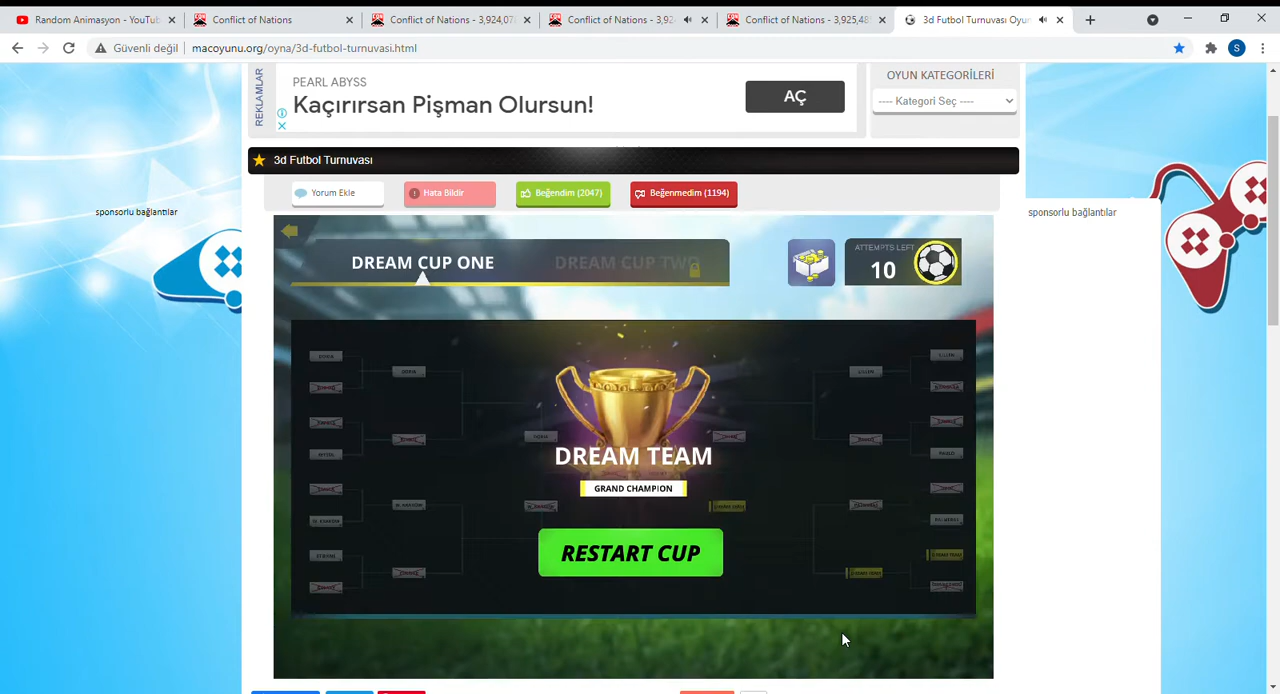 Random Animasyon - YouTub
Conflict of Nations
Conflict of Nations - 3,924,07
Conflict of Nations - 3,92
Conflict of Nations - 3,925,48
3d Futbol Turnuvası Oyun
Güvenli değil
macoyunu.org/oyna/3d-futbol-turnuvasi.html
S
REKLAMLAR
PEARL ABYSS
Kaçırırsan Pişman Olursun!
AÇ
OYUN KATEGORİLERİ
---- Kategori Seç ----
3d Futbol Turnuvası
Yorum Ekle
Hata Bildir
Beğendim (2047)
Beğenmedim (1194)
sponsorlu bağlantılar
sponsorlu bağlantılar
DREAM CUP ONE
DREAM CUP TWO
ATTEMPTS LEFT
10
DREAM TEAM
GRAND CHAMPION
RESTART CUP